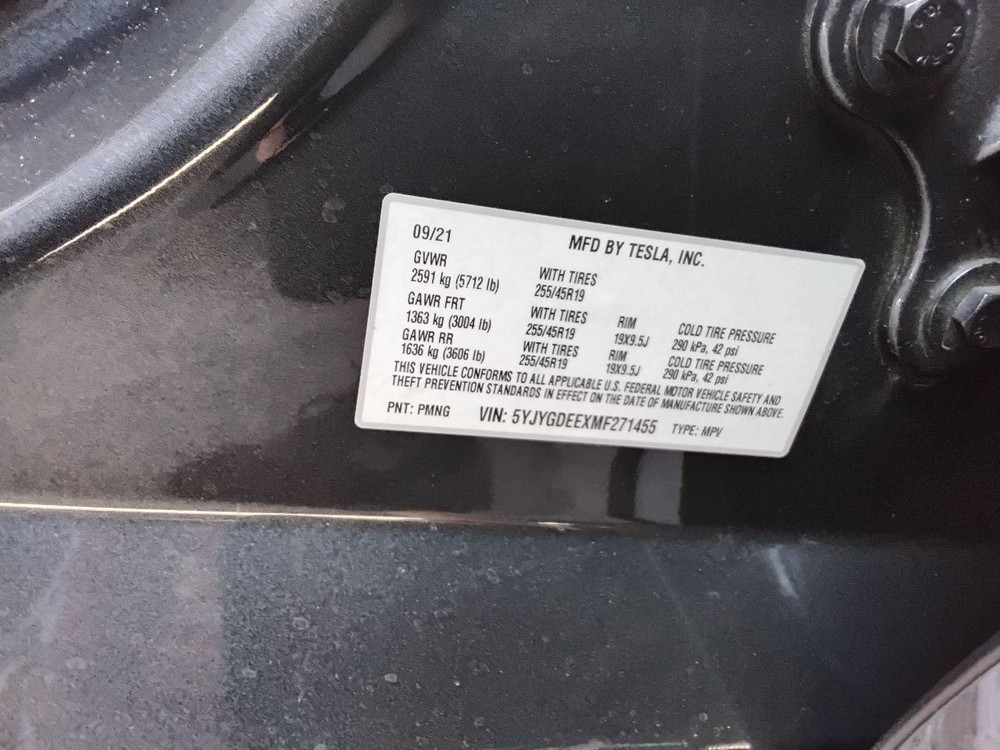 09/21
MFD BY TESLA, INC.
GVWR
2591 kg (5712 lb)
WITH TIRES
255/45R19
GAWR FRT
1363 kg (3004 lb)
WITH TIRES
255/45R19
RIM
19X9.5J
COLD TIRE PRESSURE
290 kPa, 42 psi
GAWR RR
1636 kg (3606 lb)
WITH TIRES
255/45R19
RIM
19X9.5J
COLD TIRE PRESSURE
290 kPa, 42 psi
THIS VEHICLE CONFORMS TO ALL APPLICABLE U.S. FEDERAL MOTOR VEHICLE SAFETY AND
THEFT PREVENTION STANDARDS IN EFFECT ON THE DATE OF MANUFACTURE SHOWN ABOVE.
PNT: PMNG VIN: 5YJYGDEEXMF271455 TYPE: MPV